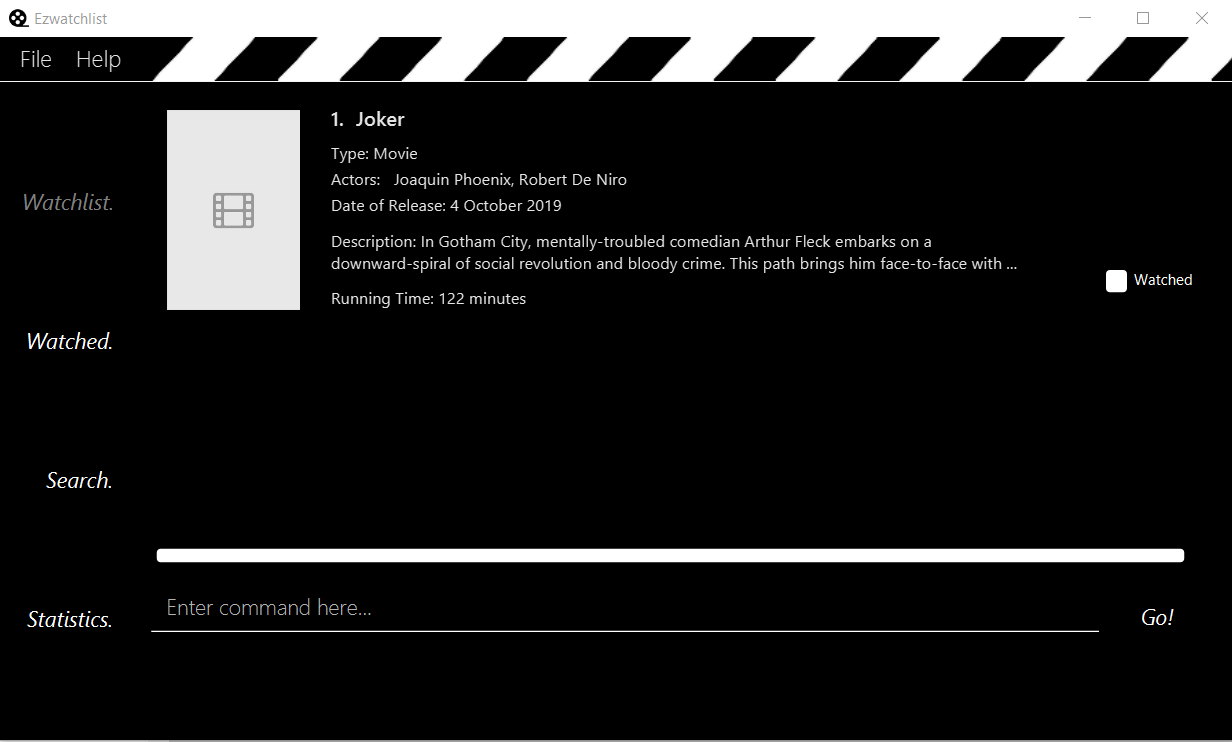 Ezwatchlist
File Help
1. Joker
Type: Movie
Actors: Joaquin Phoenix, Robert De Niro
Date of Release: 4 October 2019
Description: In Gotham City, mentally-troubled comedian Arthur Fleck embarks on a
downward-spiral of social revolution and bloody crime. This path brings him face-to-face with ...
Running Time: 122 minutes
Watched
Watchlist.
Watched.
Search.
Statistics.
Enter command here...
Go!